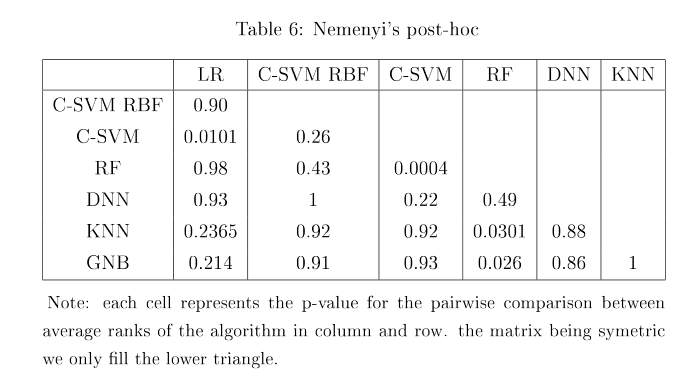 Table 6: Nemenyi's post-hoc
LR C-SVM RBF C-SVM RF DNN KNN
C-SVM RBF 0.90
C-SVM 0.0101 0.26
RF 0.98 0.43 0.0004
DNN 0.93 1 0.22 0.49
KNN 0.2365 0.92 0.92 0.0301 0.88
GNB 0.214 0.91 0.93 0.026 0.86 1
Note: each cell represents the p-value for the pairwise comparison between
average ranks of the algorithm in column and row. the matrix being symetric
we only fill the lower triangle.